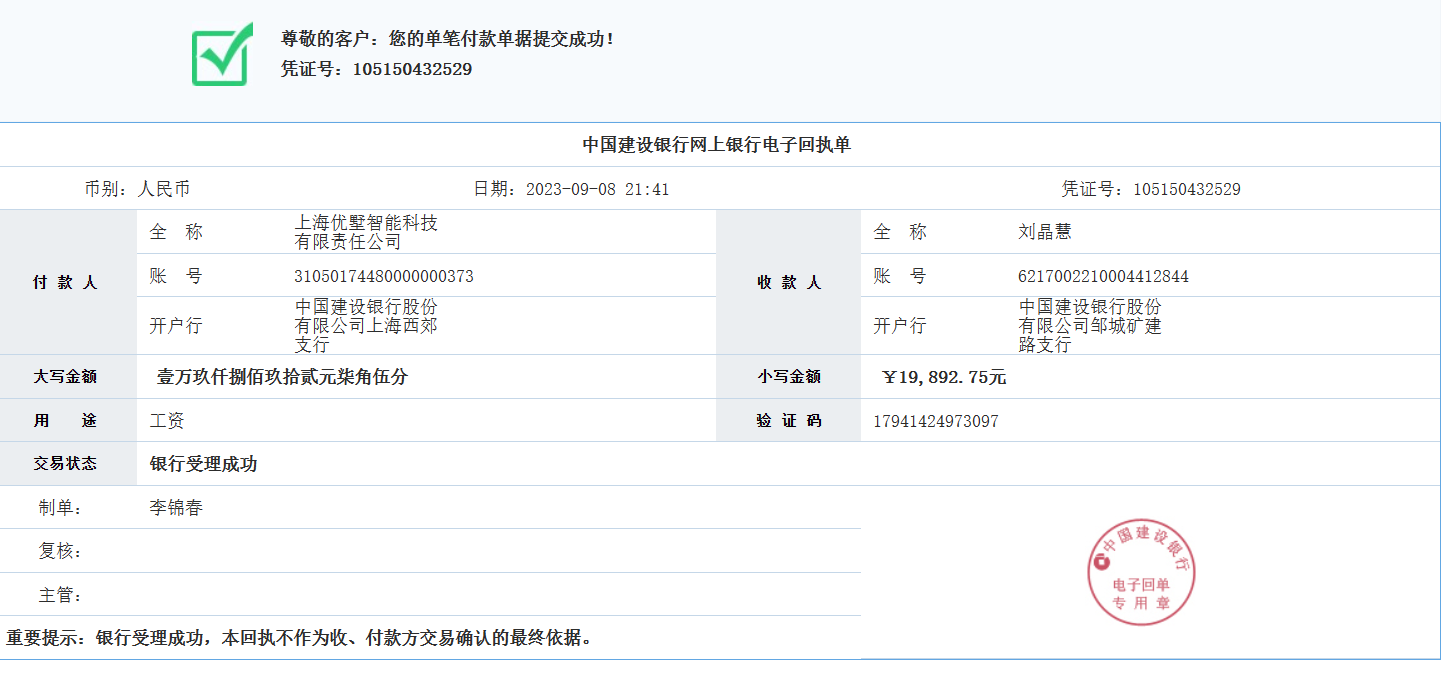 尊敬的客户：您的单笔付款单据提交成功！
凭证号：105150432529
中国建设银行网上银行电子回执单
币别：人民币 日期：2023-09-08 21:41 凭证号：105150432529
付款人 全 称 上海优墅智能科技
有限责任公司
账 号 31050174480000000373
开户行 中国建设银行股份
有限公司上海西郊
支行
收款人 全 称 刘晶慧
账 号 6217002210004412844
开户行 中国建设银行股份
有限公司邹城矿建
路支行
大写金额 壹万玖仟捌佰玖拾贰元柒角伍分 小写金额 ￥19,892.75元
用 途 工资 验证码 17941424973097
交易状态 银行受理成功
制单： 李锦春
复核：
主管：
中国建设银行
电子回单
专用章
重要提示：银行受理成功，本回执不作为收、付款方交易确认的最终依据。